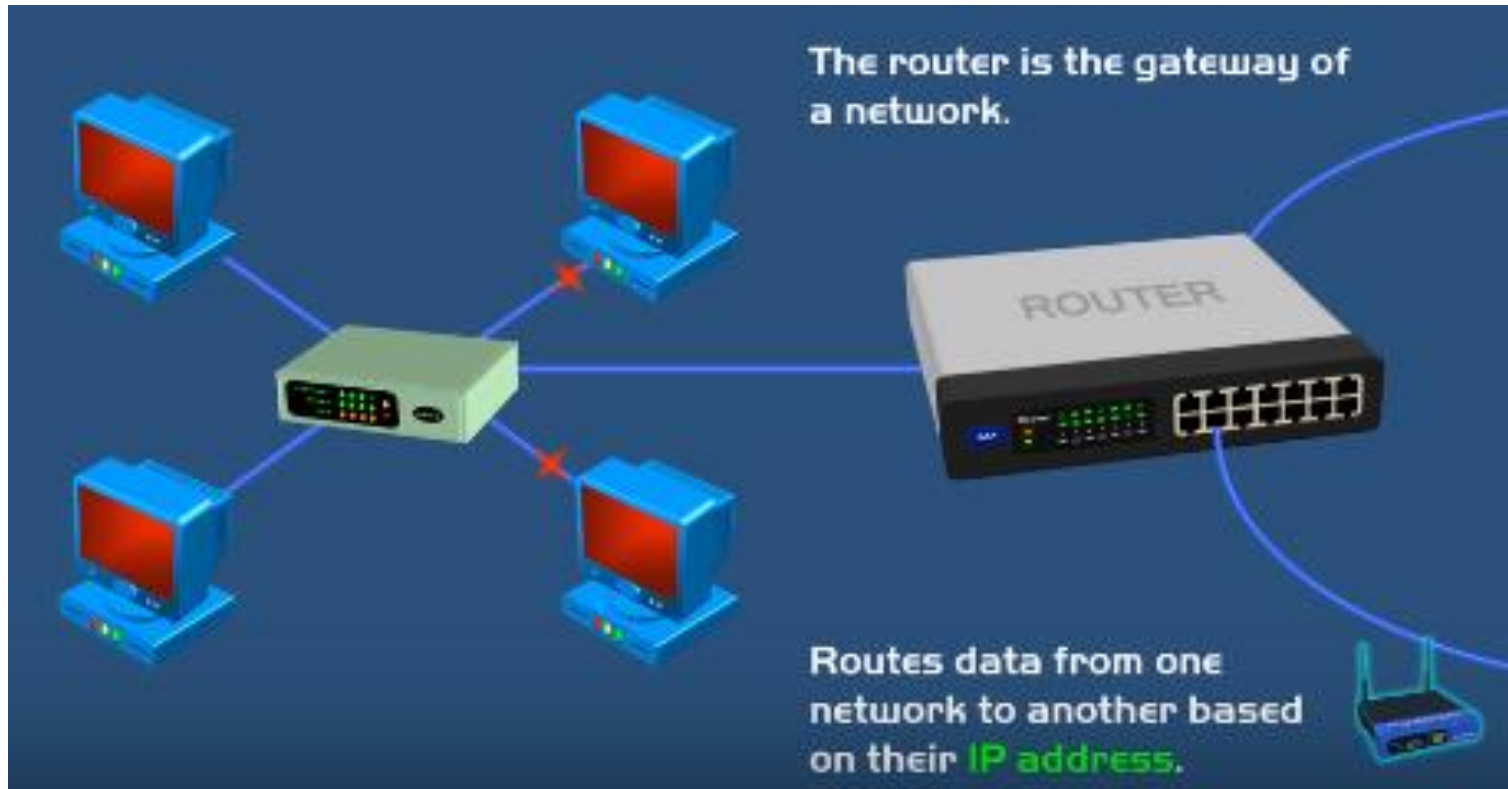 The router is the gateway of
a network.
ROUTER
Routes data from one
network to another based
on their IP address.